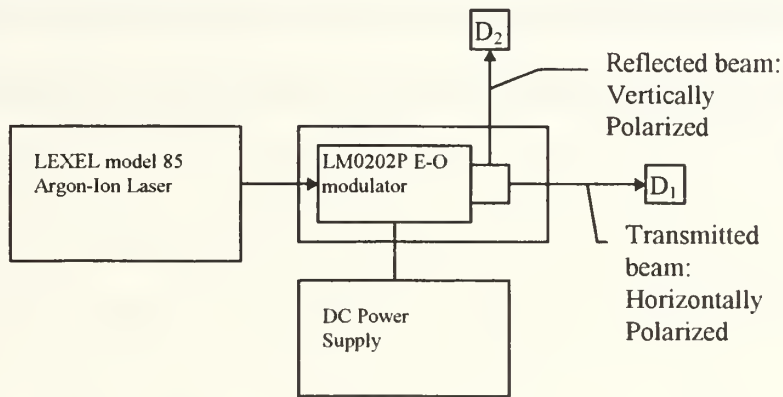 D2
Reflected beam:
Vertically
Polarized
LEXEL model 85
Argon-Ion Laser
LM0202P E-O
modulator
D1
Transmitted
beam:
Horizontally
Polarized
DC Power
Supply